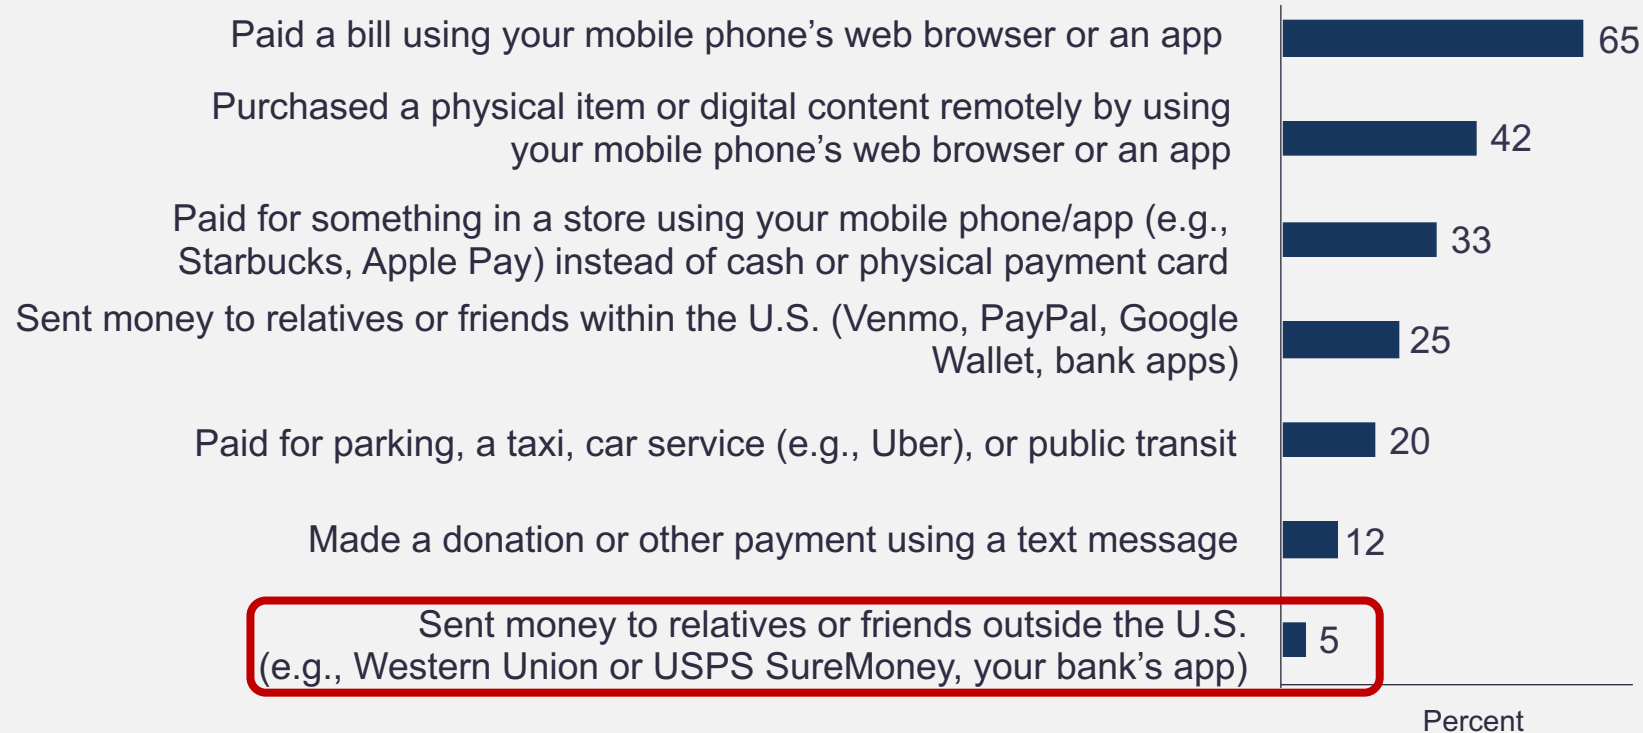 Paid a bill using your mobile phone’s web browser or an app
65
Purchased a physical item or digital content remotely by using
your mobile phone’s web browser or an app
42
Paid for something in a store using your mobile phone/app (e.g.,
Starbucks, Apple Pay) instead of cash or physical payment card
33
Sent money to relatives or friends within the U.S. (Venmo, PayPal, Google
Wallet, bank apps)
25
Paid for parking, a taxi, car service (e.g., Uber), or public transit
20
Made a donation or other payment using a text message
12
Sent money to relatives or friends outside the U.S.
(e.g., Western Union or USPS SureMoney, your bank’s app)
5
Percent